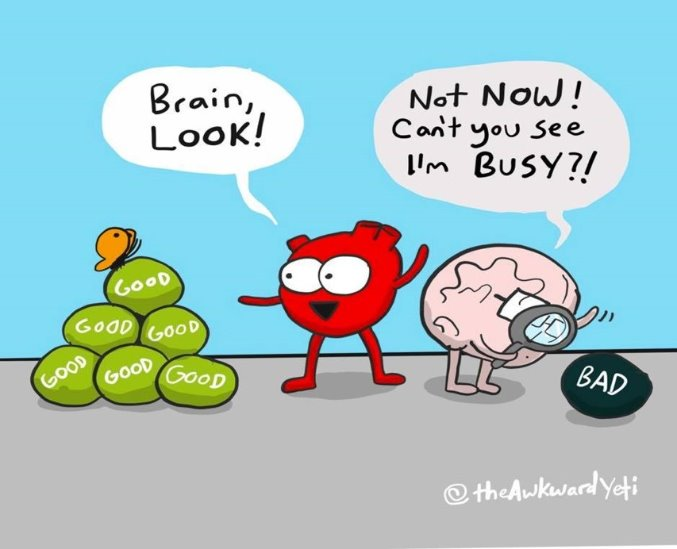 Brain,
LOOK!
Not NOW!
Can't you see
I'm BUSY?!
GOOD
GOOD GOOD
GOOD GOOD GOOD
BAD
@theAwkwardYeti